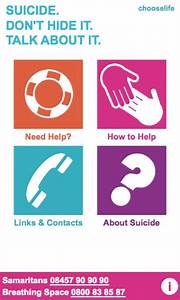 SUICIDE.
DON'T HIDE IT.
TALK ABOUT IT.
chooselife
Need Help?
How to Help
Links & Contacts
About Suicide
Samaritans 08457 90 90 90
Breathing Space 0800 83 85 87
i